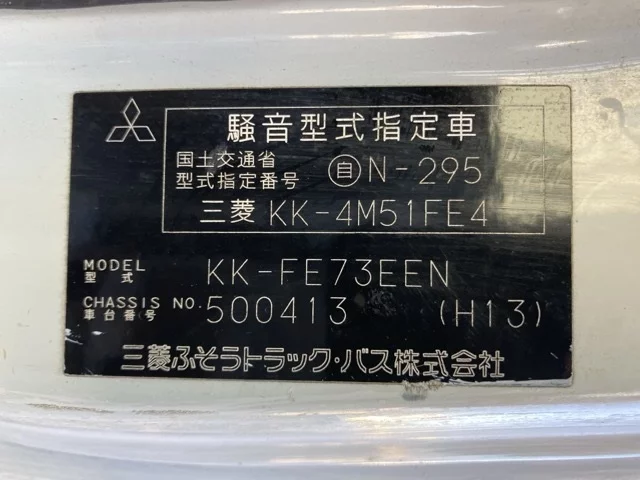 騒音型式指定車
国土交通省
型式指定番号 自 N-295
三菱 KK-4M51FE4
MODEL
型式 KK-FE73EEN
CHASSIS NO.
車台番号 500413 (H13)
三菱ふそうトラック・バス株式会社